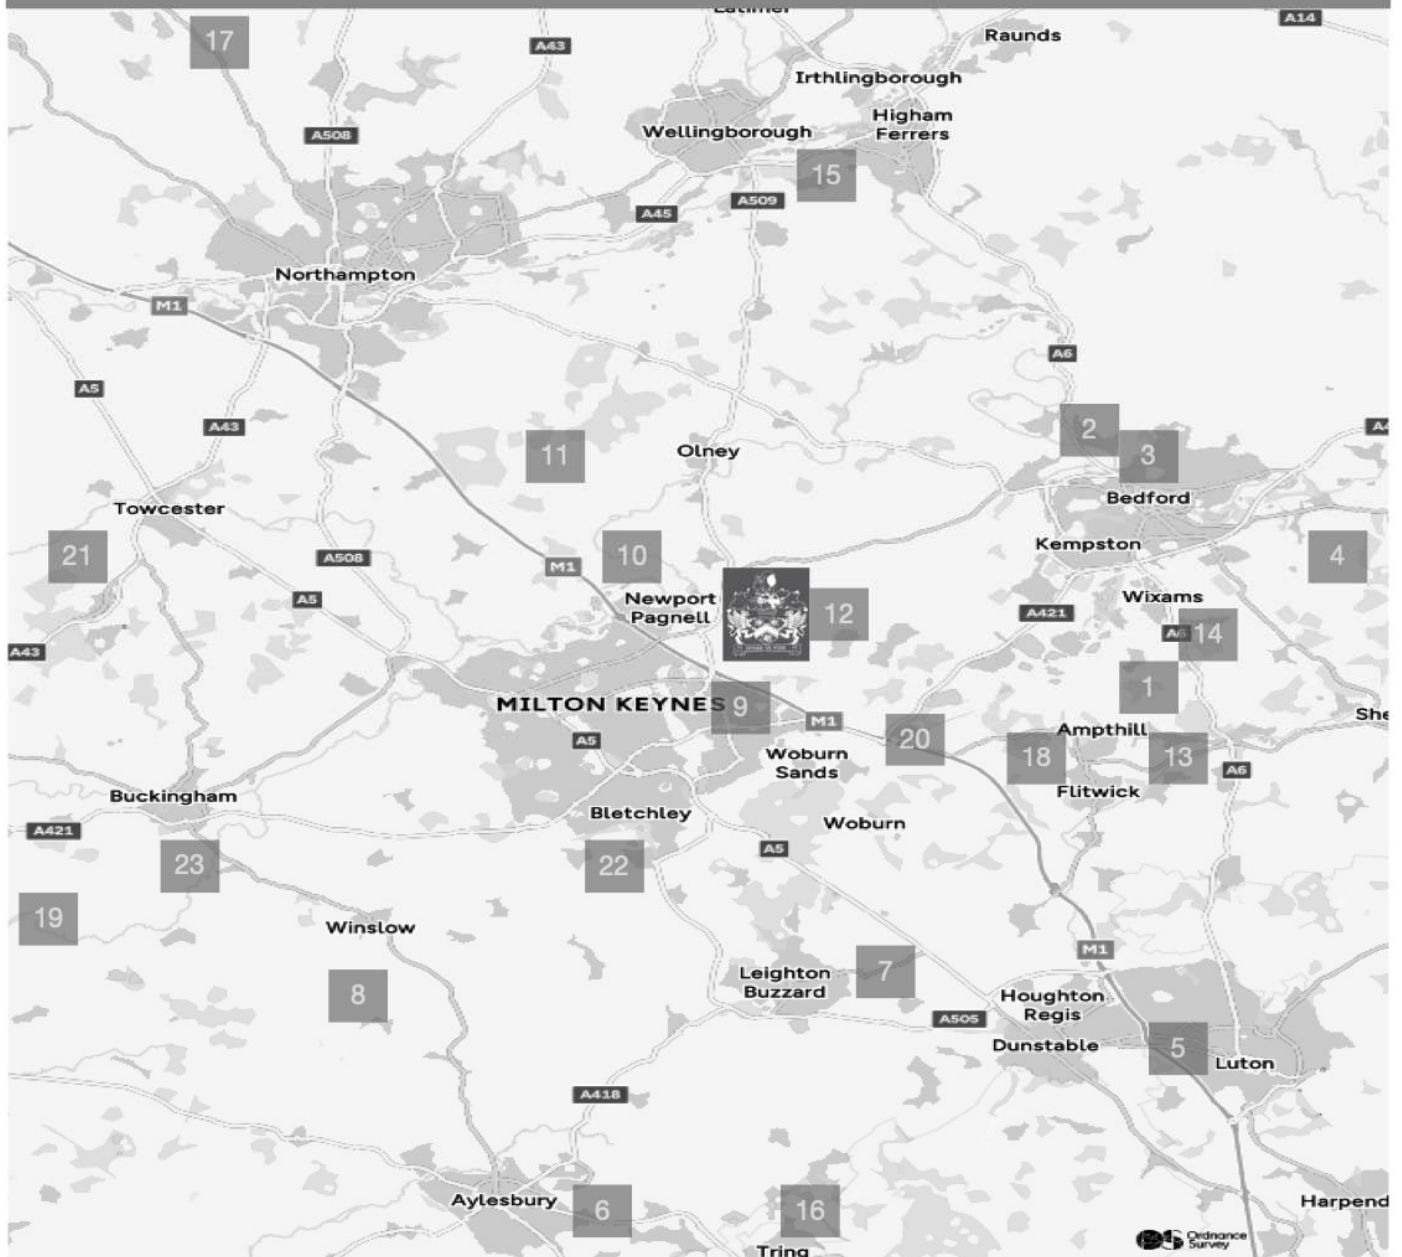 Latimer
A14
17
A43
Raunds
Irthlingborough
A508
Wellingborough
Higham
Ferrers
15
A45
A509
Northampton
M1
A6
A5
A43
2
11
Olney
3
Bedford
Towcester
21
A508
M1
10
Kempston
4
A5
Newport
Pagnell
12
A421
Wixams
A43
A6
14
1
MILTON KEYNES
9
M1
She
A5
20
Ampthill
Woburn
Sands
18
13
A6
Buckingham
Flitwick
A421
Bletchley
Woburn
A5
23
22
19
Winslow
M1
7
Leighton
Buzzard
8
Houghton
Regis
A505
Dunstable
5
Luton
A418
Aylesbury
6
16
Harpend
Tring
Ordnance
Survey